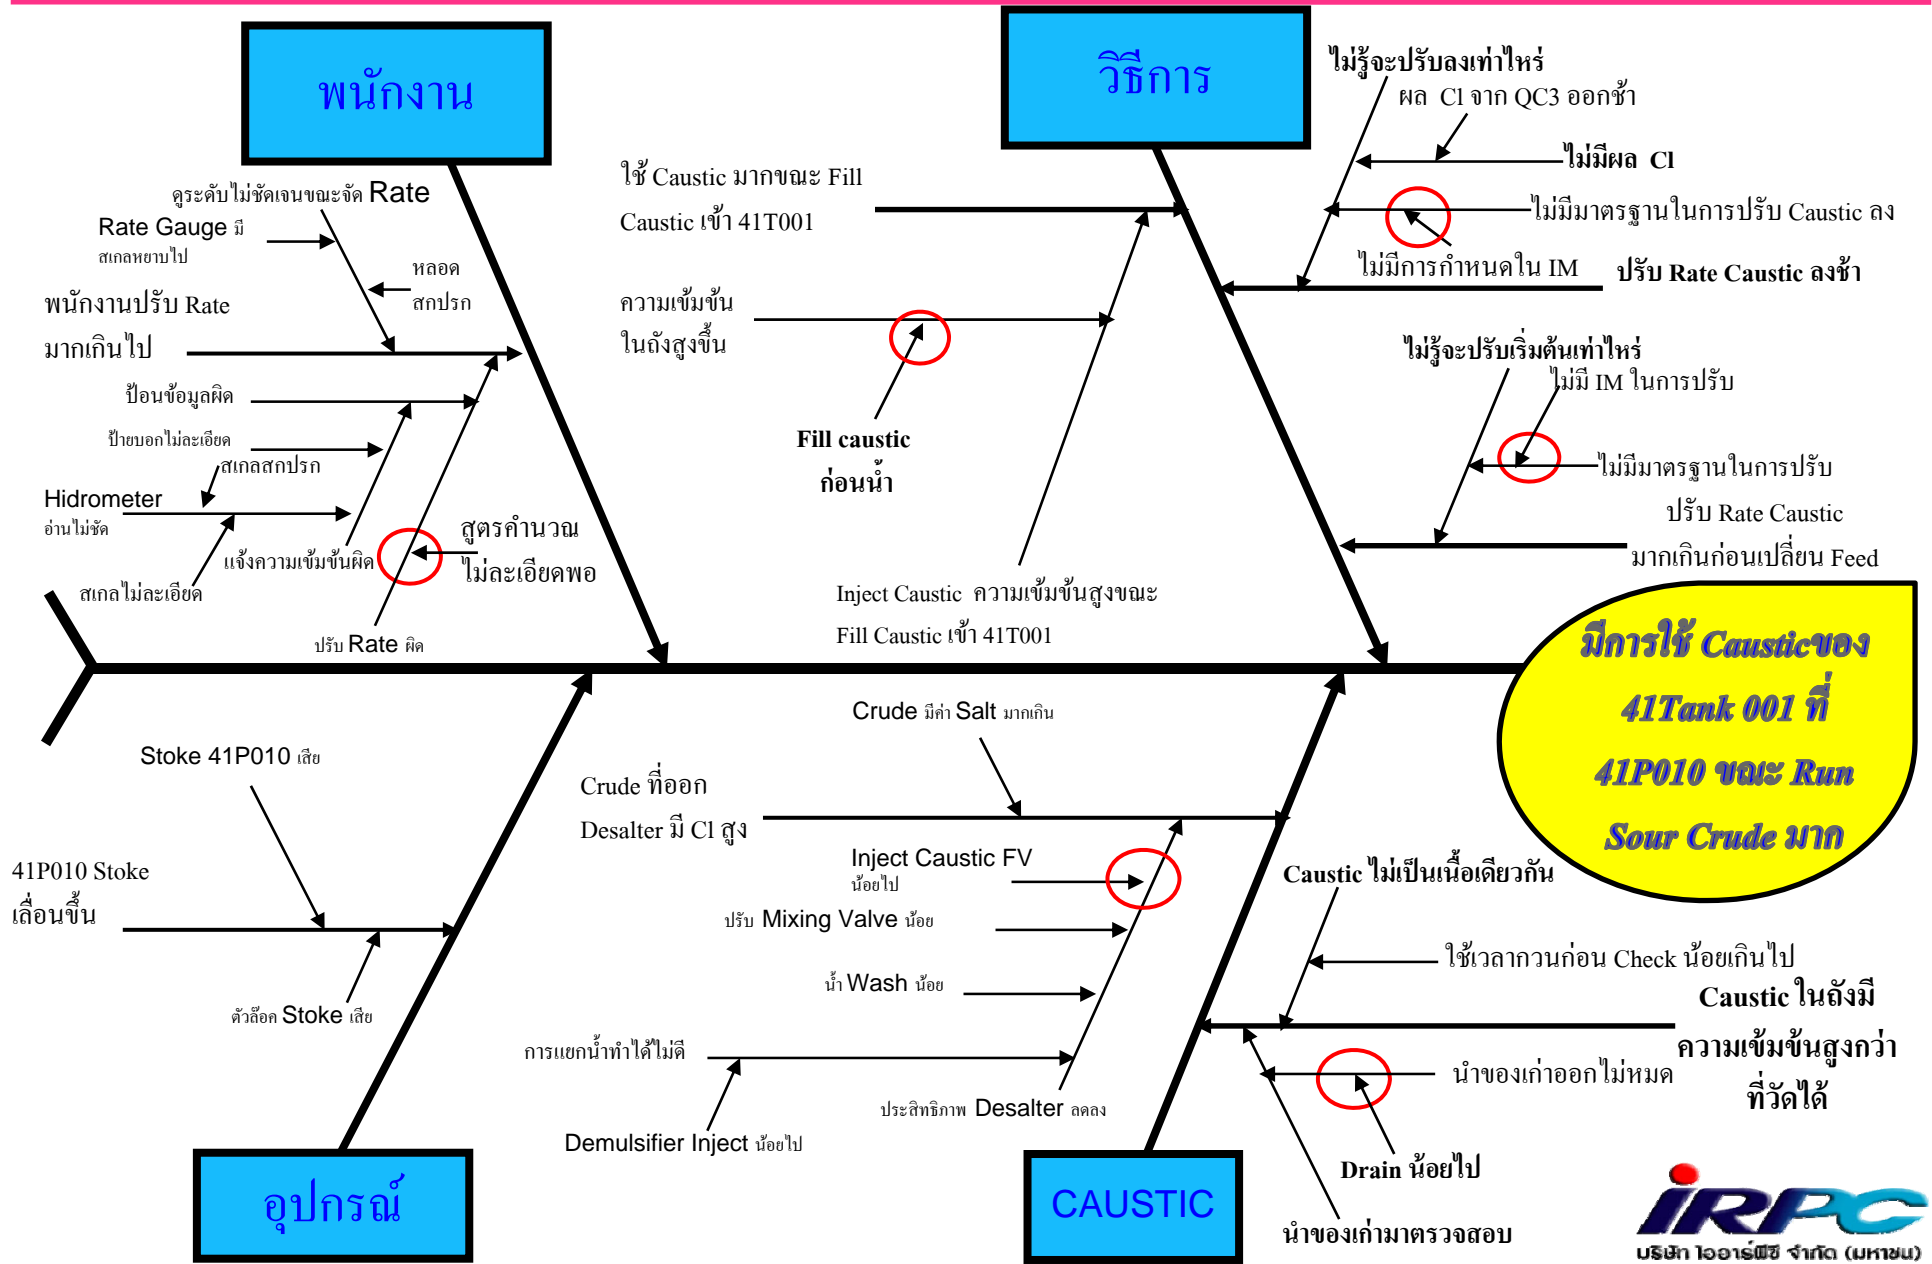 พนักงาน
วิธีการ
ดูระดับไม่ชัดเจนขณะจัด Rate
Rate Gauge มี
สเกลหยาบไป
หลอด
สกปรก
พนักงานปรับ Rate
มากเกินไป
ป้อนข้อมูลผิด
ป้ายบอกไม่ละเอียด
สเกลสกปรก
Hidrometer
อ่านไม่ชัด
สเกลไม่ละเอียด
แจ้งความเข้มข้นผิด
สูตรคำนวณ
ไม่ละเอียดพอ
ปรับ Rate ผิด
ใช้ Caustic มากขณะ Fill
Caustic เข้า 41T001
ความเข้มข้น
ในถังสูงขึ้น
Fill caustic
ก่อนน้ำ
Inject Caustic ความเข้มข้นสูงขณะ
Fill Caustic เข้า 41T001
ไม่รู้จะปรับลงเท่าไหร่
ผล Cl จาก QC3 ออกช้า
ไม่มีผล Cl
ไม่มีมาตรฐานในการปรับ Caustic ลง
ไม่มีการกำหนดใน IM
ปรับ Rate Caustic ลงช้า
ไม่รู้จะปรับเริ่มต้นเท่าไหร่
ไม่มี IM ในการปรับ
ไม่มีมาตรฐานในการปรับ
ปรับ Rate Caustic
มากเกินก่อนเปลี่ยน Feed
มีการใช้ Causticของ
41Tank 001 ที่
41P010 ขณะ Run
Sour Crude มาก
Stoke 41P010 เสีย
41P010 Stoke
เลื่อนขึ้น
ตัวล๊อค Stoke เสีย
อุปกรณ์
Crude มีค่า Salt มากเกิน
Crude ที่ออก
Desalter มี Cl สูง
Inject Caustic FV
น้อยไป
ปรับ Mixing Valve น้อย
น้ำ Wash น้อย
การแยกน้ำทำได้ไม่ดี
ประสิทธิภาพ Desalter ลดลง
Demulsifier Inject น้อยไป
Caustic ไม่เป็นเนื้อเดียวกัน
ใช้เวลากวนก่อน Check น้อยเกินไป
Caustic ในถังมี
ความเข้มข้นสูงกว่า
ที่วัดได้
นำของเก่าออกไม่หมด
Drain น้อยไป
นำของเก่ามาตรวจสอบ
CAUSTIC
iRPC
บริษัท ไออาร์พีซี จำกัด (มหาชน)